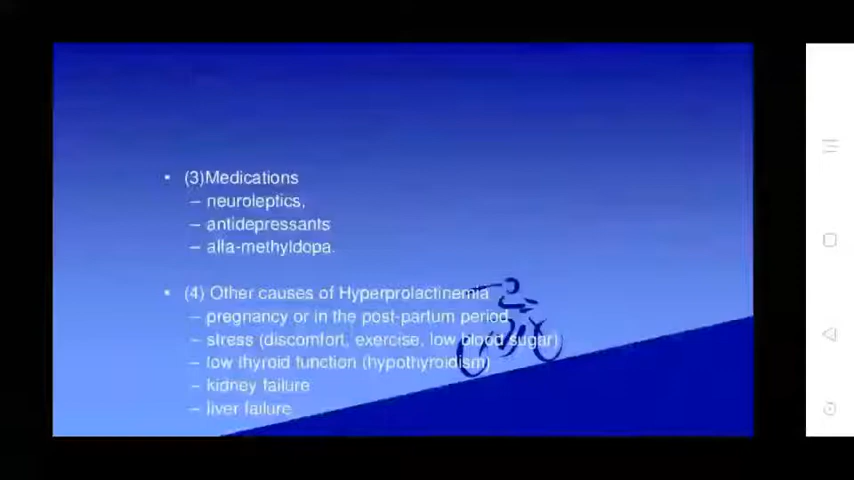 • (3)Medications
– neuroleptics,
– antidepressants
– alfa-methyldopa.
• (4) Other causes of Hyperprolactinemia
– pregnancy or in the post-partum period
– stress (discomfort, exercise, low blood sugar)
– low thyroid function (hypothyroidism)
– kidney failure
– liver failure